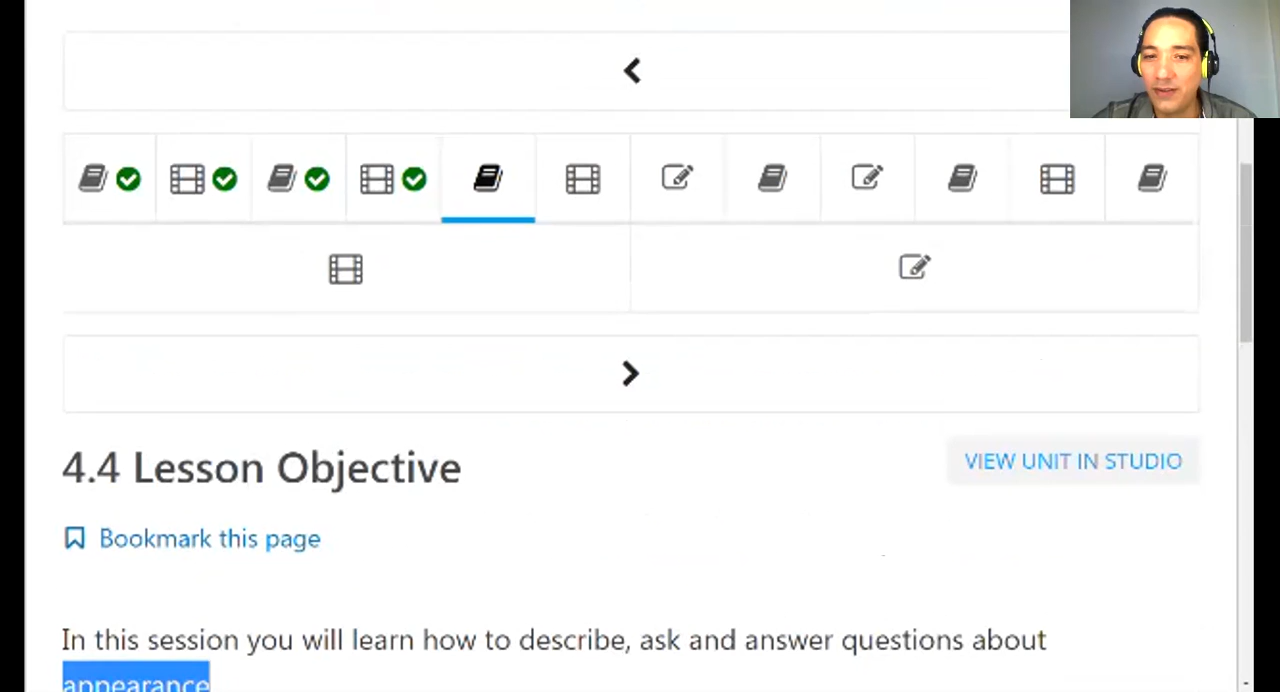 4.4 Lesson Objective
VIEW UNIT IN STUDIO
Bookmark this page
In this session you will learn how to describe, ask and answer questions about
appearance